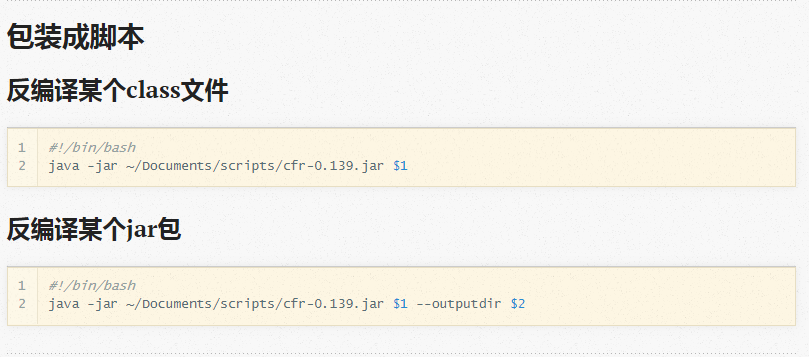 包装成脚本
反编译某个class文件
1 #!/bin/bash
2 java -jar ~/Documents/scripts/cfr-0.139.jar $1
反编译某个jar包
1 #!/bin/bash
2 java -jar ~/Documents/scripts/cfr-0.139.jar $1 --outputdir $2